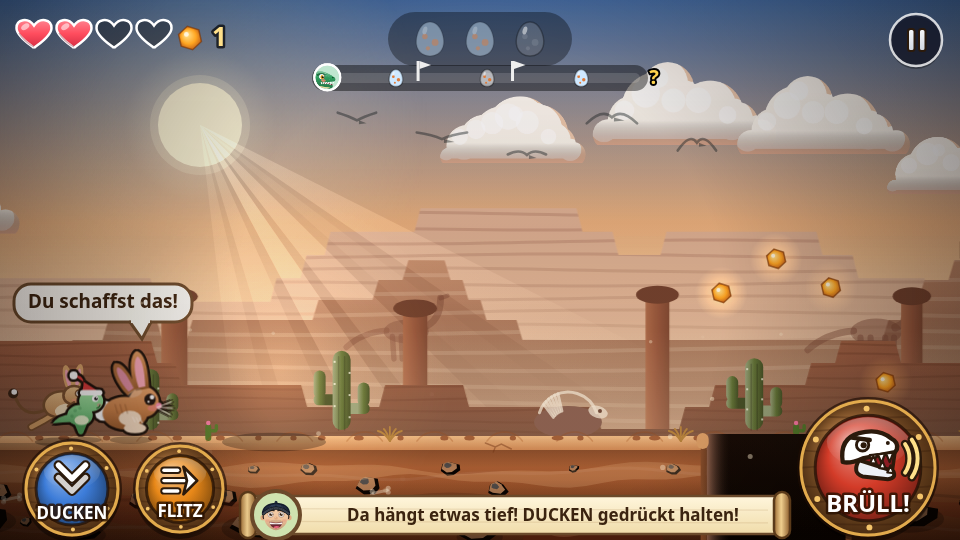 1
?
Du schaffst das!
DUCKEN
FLITZ
Da hängt etwas tief! DUCKEN gedrückt halten!
BRÜLL!